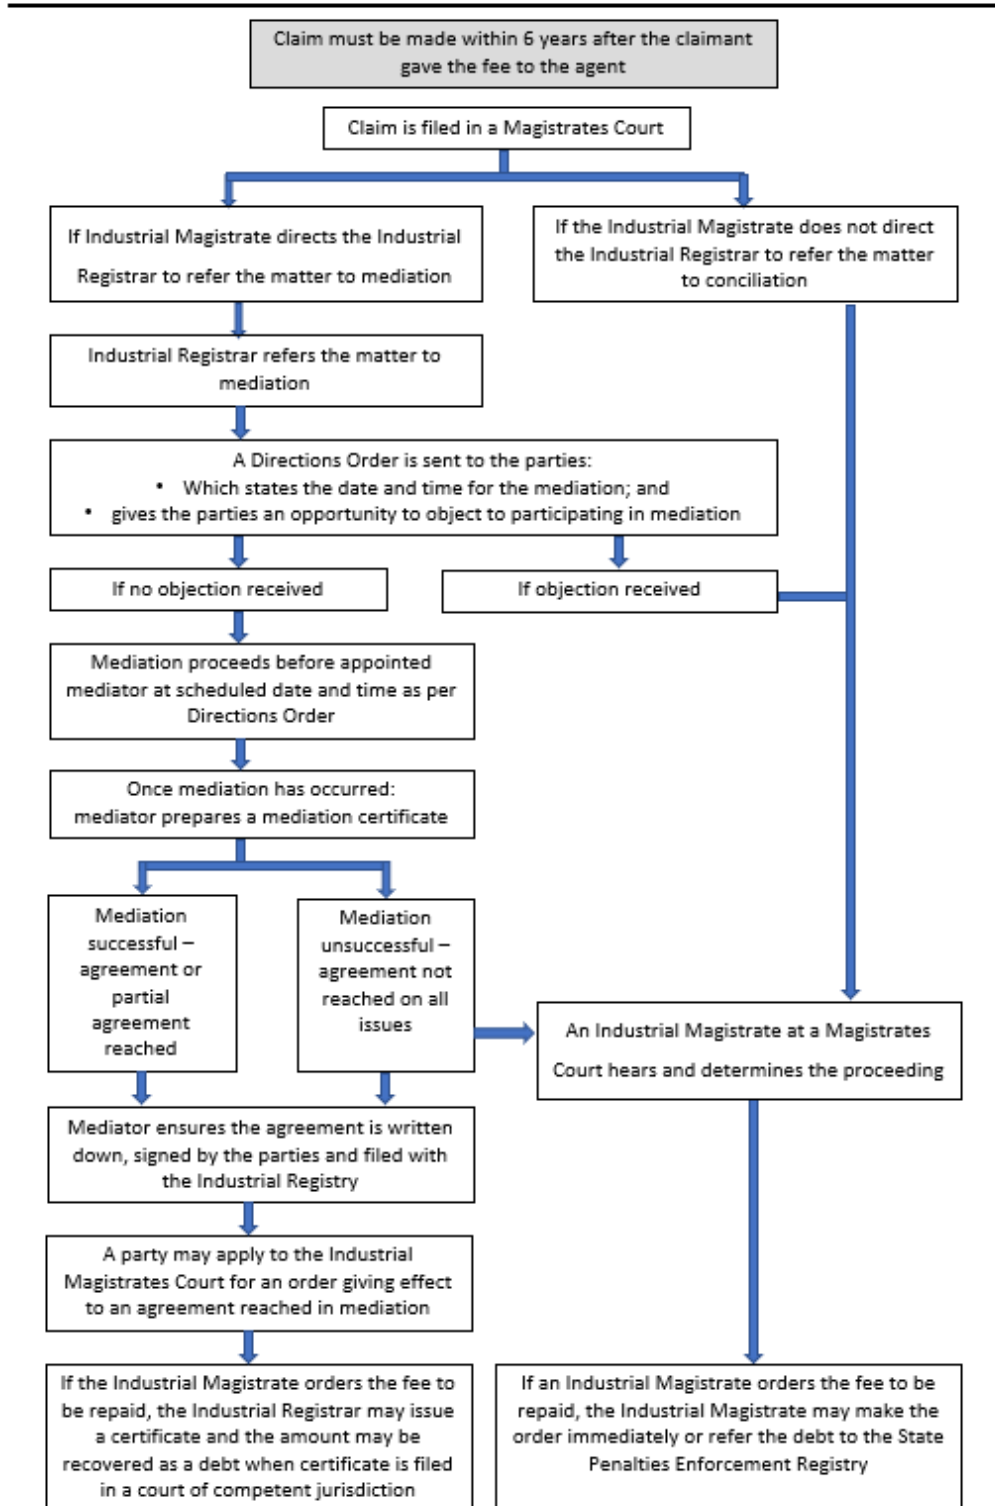 Claim must be made within 6 years after the claimant
gave the fee to the agent
Claim is filed in a Magistrates Court
If Industrial Magistrate directs the Industrial
Registrar to refer the matter to mediation
If the Industrial Magistrate does not direct
the Industrial Registrar to refer the matter
to conciliation
Industrial Registrar refers the matter to
mediation
A Directions Order is sent to the parties:
• Which states the date and time for the mediation; and
• gives the parties an opportunity to object to participating in mediation
If no objection received
If objection received
Mediation proceeds before appointed
mediator at scheduled date and time as per
Directions Order
Once mediation has occurred:
mediator prepares a mediation certificate
Mediation
successful –
agreement or
partial
agreement
reached
Mediation
unsuccessful –
agreement not
reached on all
issues
An Industrial Magistrate at a Magistrates
Court hears and determines the proceeding
Mediator ensures the agreement is written
down, signed by the parties and filed with
the Industrial Registry
A party may apply to the Industrial
Magistrates Court for an order giving effect
to an agreement reached in mediation
If the Industrial Magistrate orders the fee to
be repaid, the Industrial Registrar may issue
a certificate and the amount may be
recovered as a debt when certificate is filed
in a court of competent jurisdiction
If an Industrial Magistrate orders the fee to be
repaid, the Industrial Magistrate may make the
order immediately or refer the debt to the State
Penalties Enforcement Registry